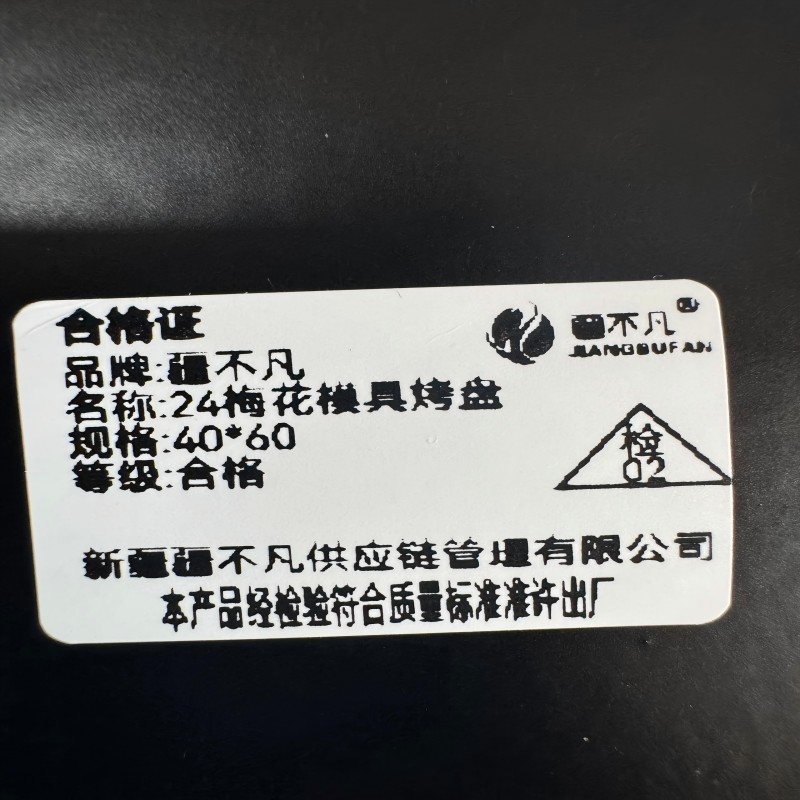 合格证
疆不凡®
JIANGBUFAN
品牌:疆不凡
名称:24梅花模具烤盘
规格:40*60
等级:合格
检
02
新疆疆不凡供应链管理有限公司
本产品经检验符合质量标准准许出厂